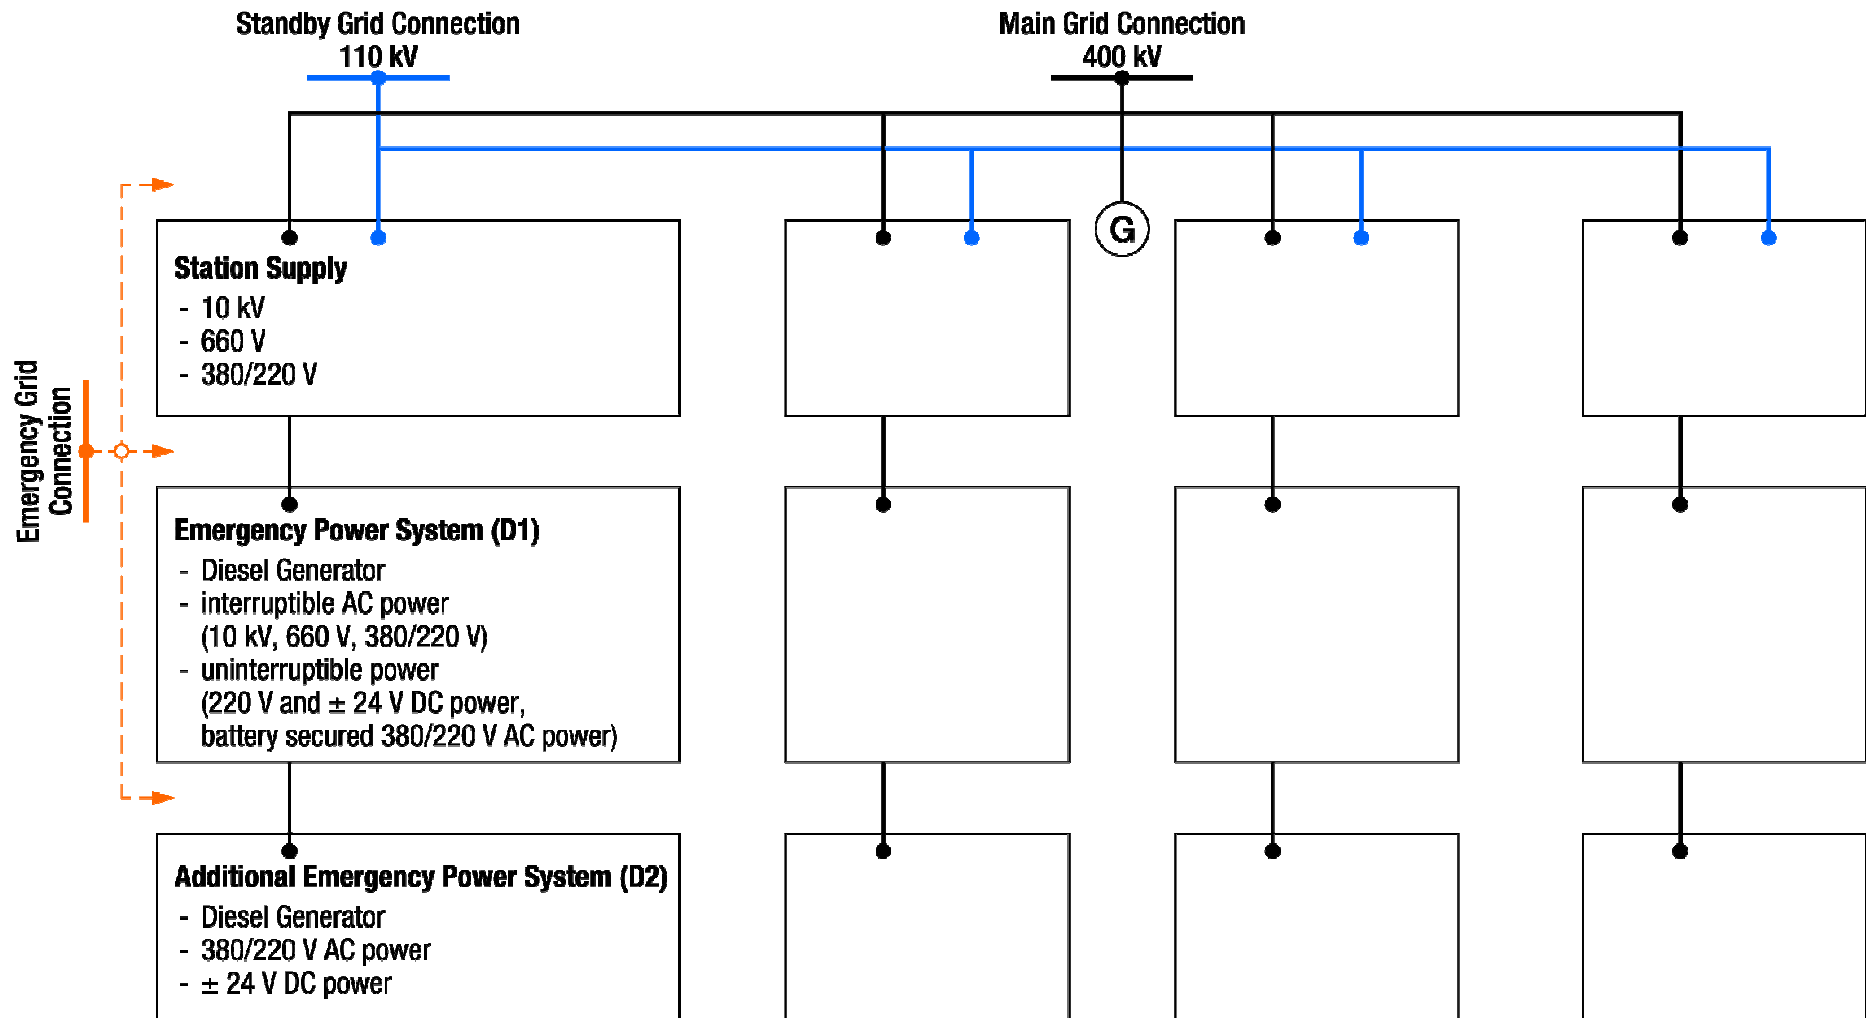 Standby Grid Connection
110 kV
Main Grid Connection
400 kV
G
Emergency Grid
Connection
Station Supply
- 10 kV
- 660 V
- 380/220 V
Emergency Power System (D1)
- Diesel Generator
- interruptible AC power
(10 kV, 660 V, 380/220 V)
- uninterruptible power
(220 V and ± 24 V DC power,
battery secured 380/220 V AC power)
Additional Emergency Power System (D2)
- Diesel Generator
- 380/220 V AC power
- ± 24 V DC power